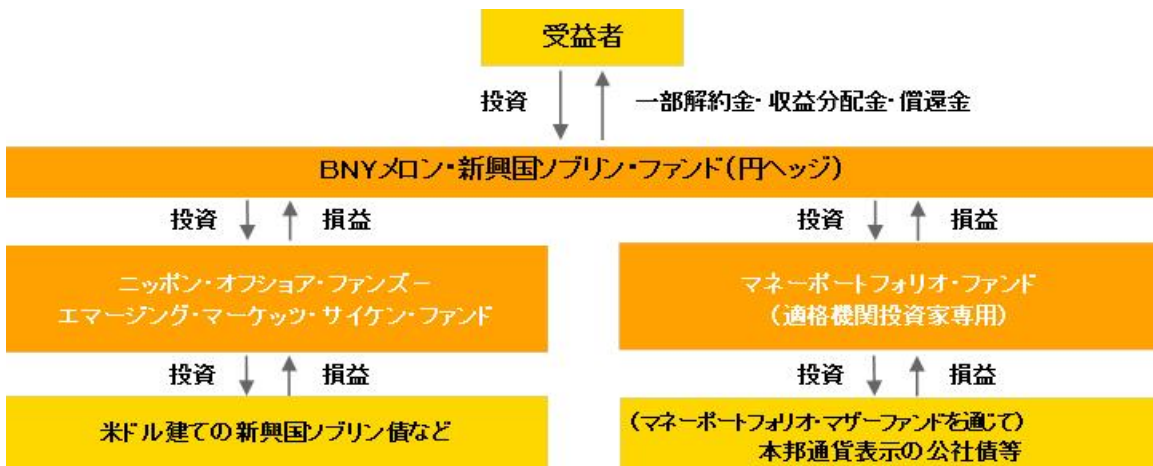 受益者
投資
一部解約金・収益分配金・償還金
BNYメロン・新興国ソブリン・ファンド(円ヘッジ)
投資
損益
投資
損益
ニッポン・オフショア・ファンズ－
エマージング・マーケッツ・サイケン・ファンド
マネーポートフォリオ・ファンド
(適格機関投資家専用)
投資
損益
投資
損益
米ドル建ての新興国ソブリン債など
(マネーポートフォリオ・マザーファンドを通じて)
本邦通貨表示の公社債等